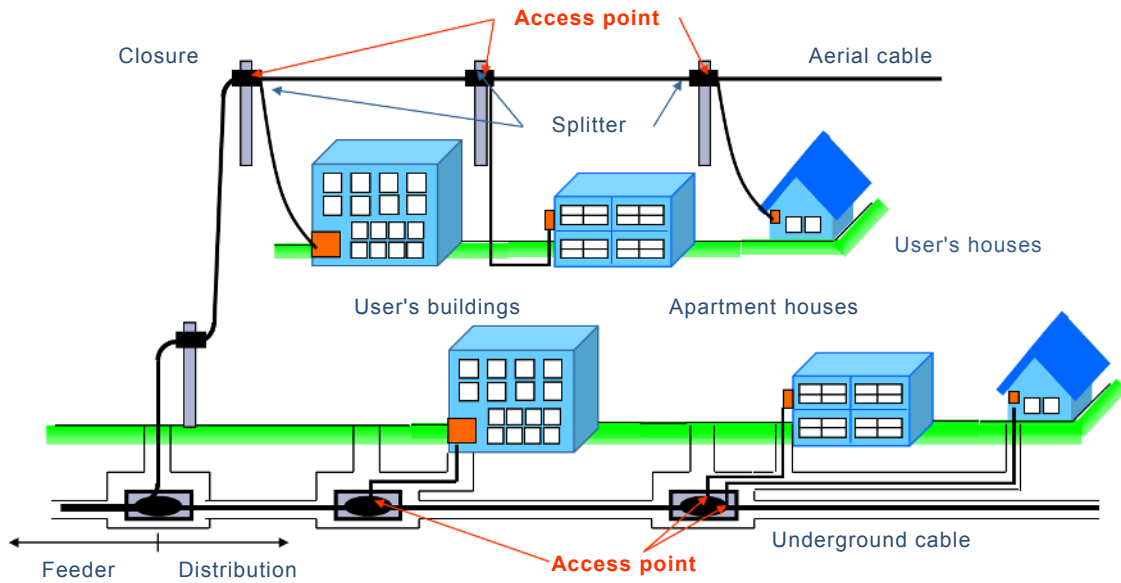 Access point
Closure
Aerial cable
Splitter
User's houses
User's buildings
Apartment houses
Underground cable
Access point
Feeder
Distribution